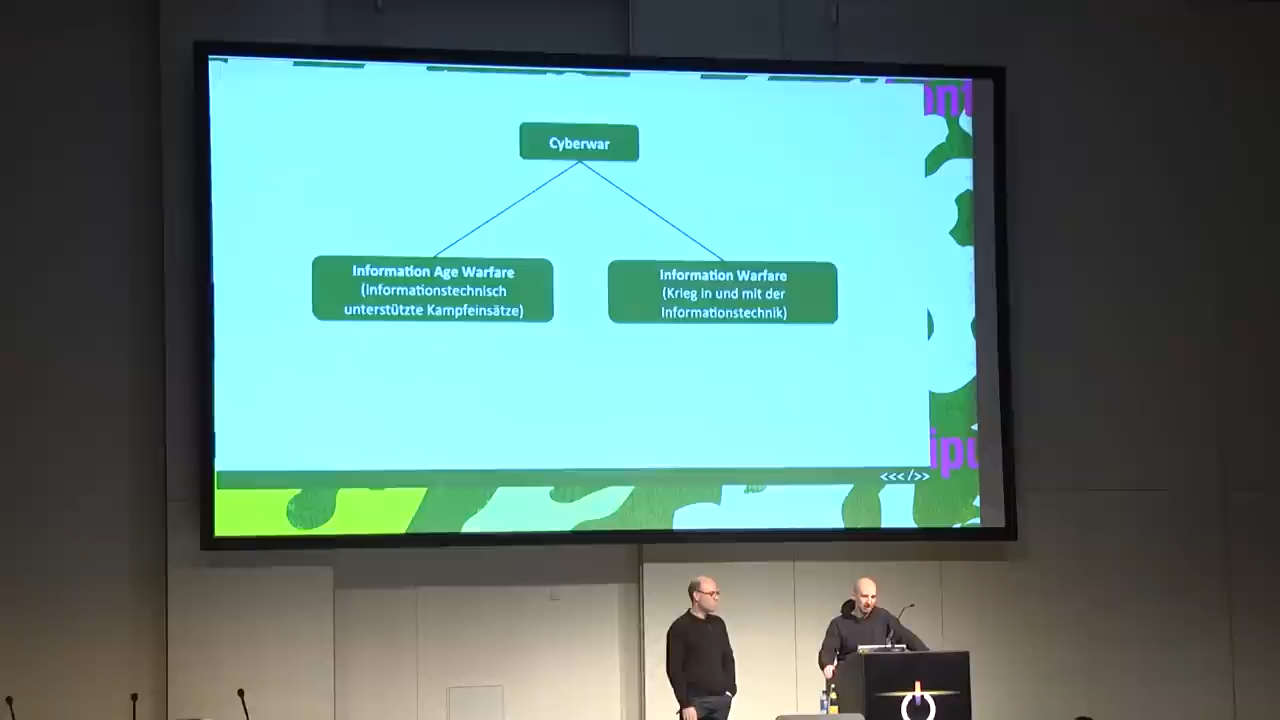 Cyberwar
Information Age Warfare
(Informationstechnisch
unterstützte Kampfeinsätze)
Information Warfare
(Krieg in und mit der
Informationstechnik)
<<</>>